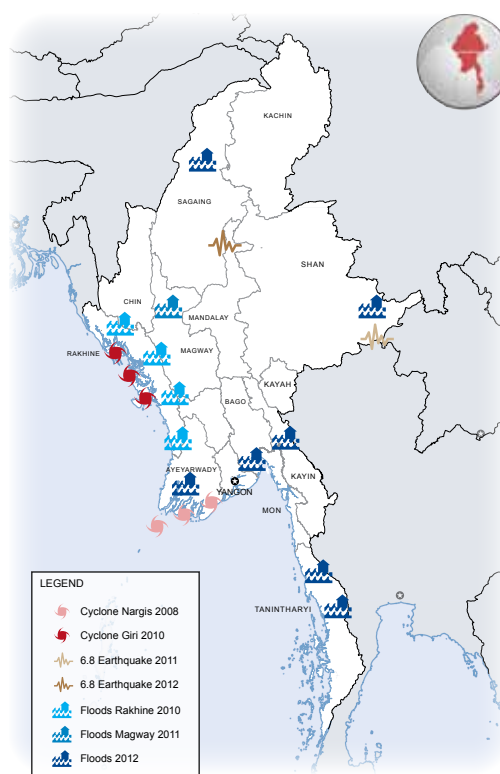 KACHIN
SAGAING
SHAN
CHIN
MANDALAY
RAKHINE
MAGWAY
KAYAH
BAGO
AYEYARWADY
YANGON
KAYIN
MON
TANINTHARYI
LEGEND
Cyclone Nargis 2008
Cyclone Giri 2010
6.8 Earthquake 2011
6.8 Earthquake 2012
Floods Rakhine 2010
Floods Magway 2011
Floods 2012